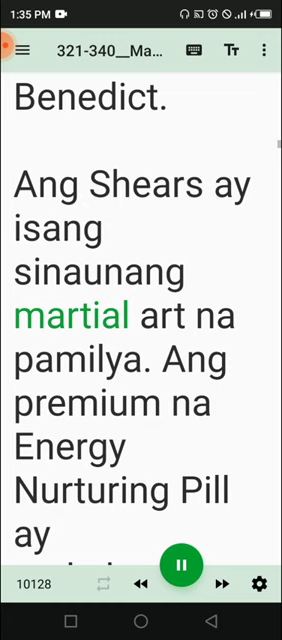 1:35 PM
321-340__Ma...
TT
Benedict.
Ang Shears ay
isang
sinaunang
martial art na
pamilya. Ang
premium na
Energy
Nurturing Pill
ay
10128